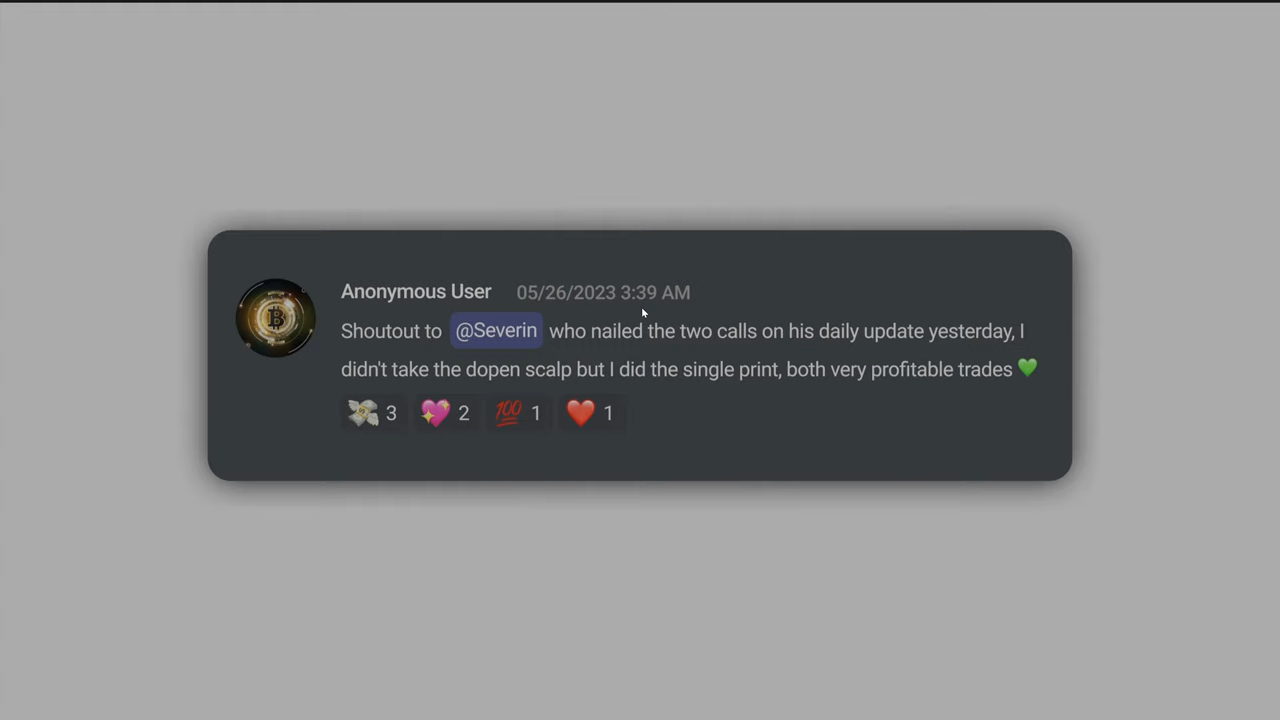 Anonymous User 05/26/2023 3:39 AM
Shoutout to @Severin who nailed the two calls on his daily update yesterday, I
didn't take the dopen scalp but I did the single print, both very profitable trades 💚
💸 3 💖 2 💯 1 ❤️ 1